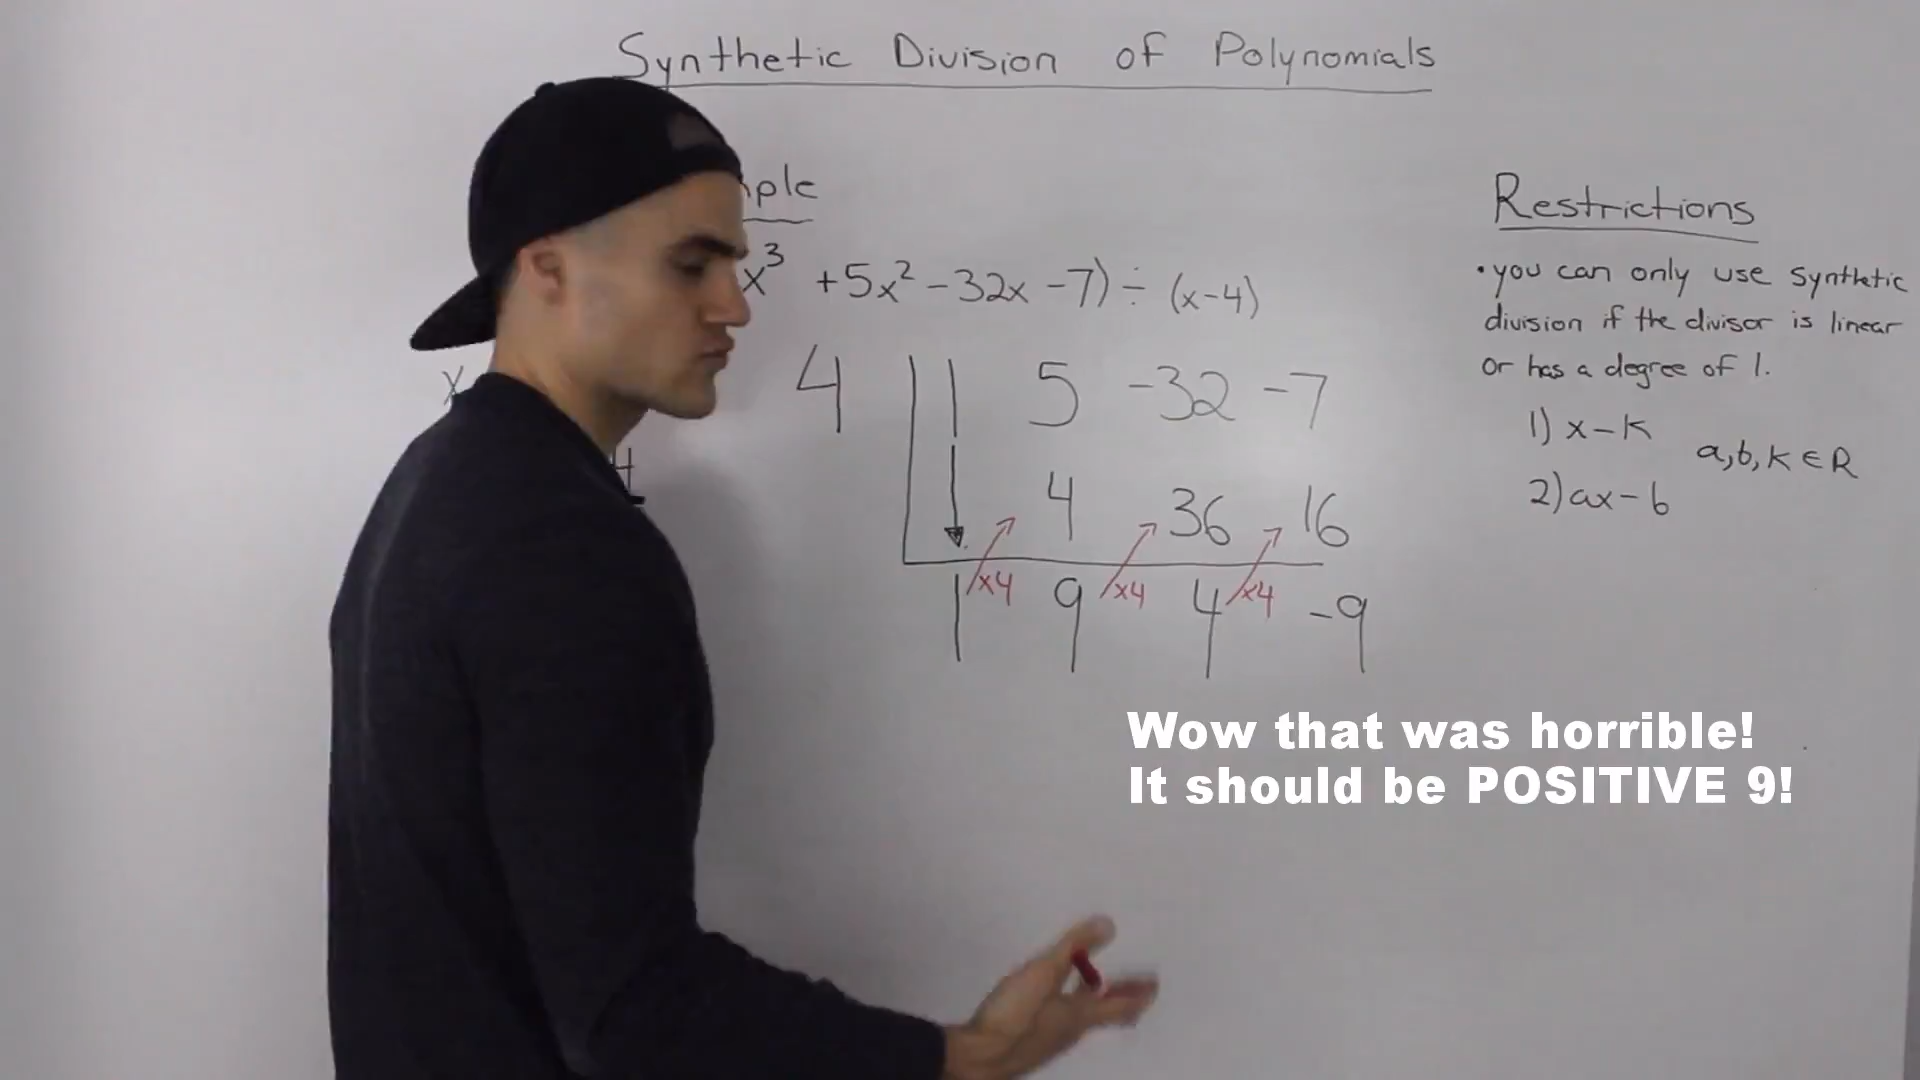 Synthetic Division of Polynomials
mple
x³ +5x² -32x -7) ÷ (x-4)
x
4 1 5 -32 -7
4 36 16
x4 x4 x4
1 9 4 -9
Restrictions
• you can only use synthetic
division if the divisor is linear
or has a degree of 1.
1) x-k
a,b,k ∈ R
2) ax-b
Wow that was horrible!
It should be POSITIVE 9!